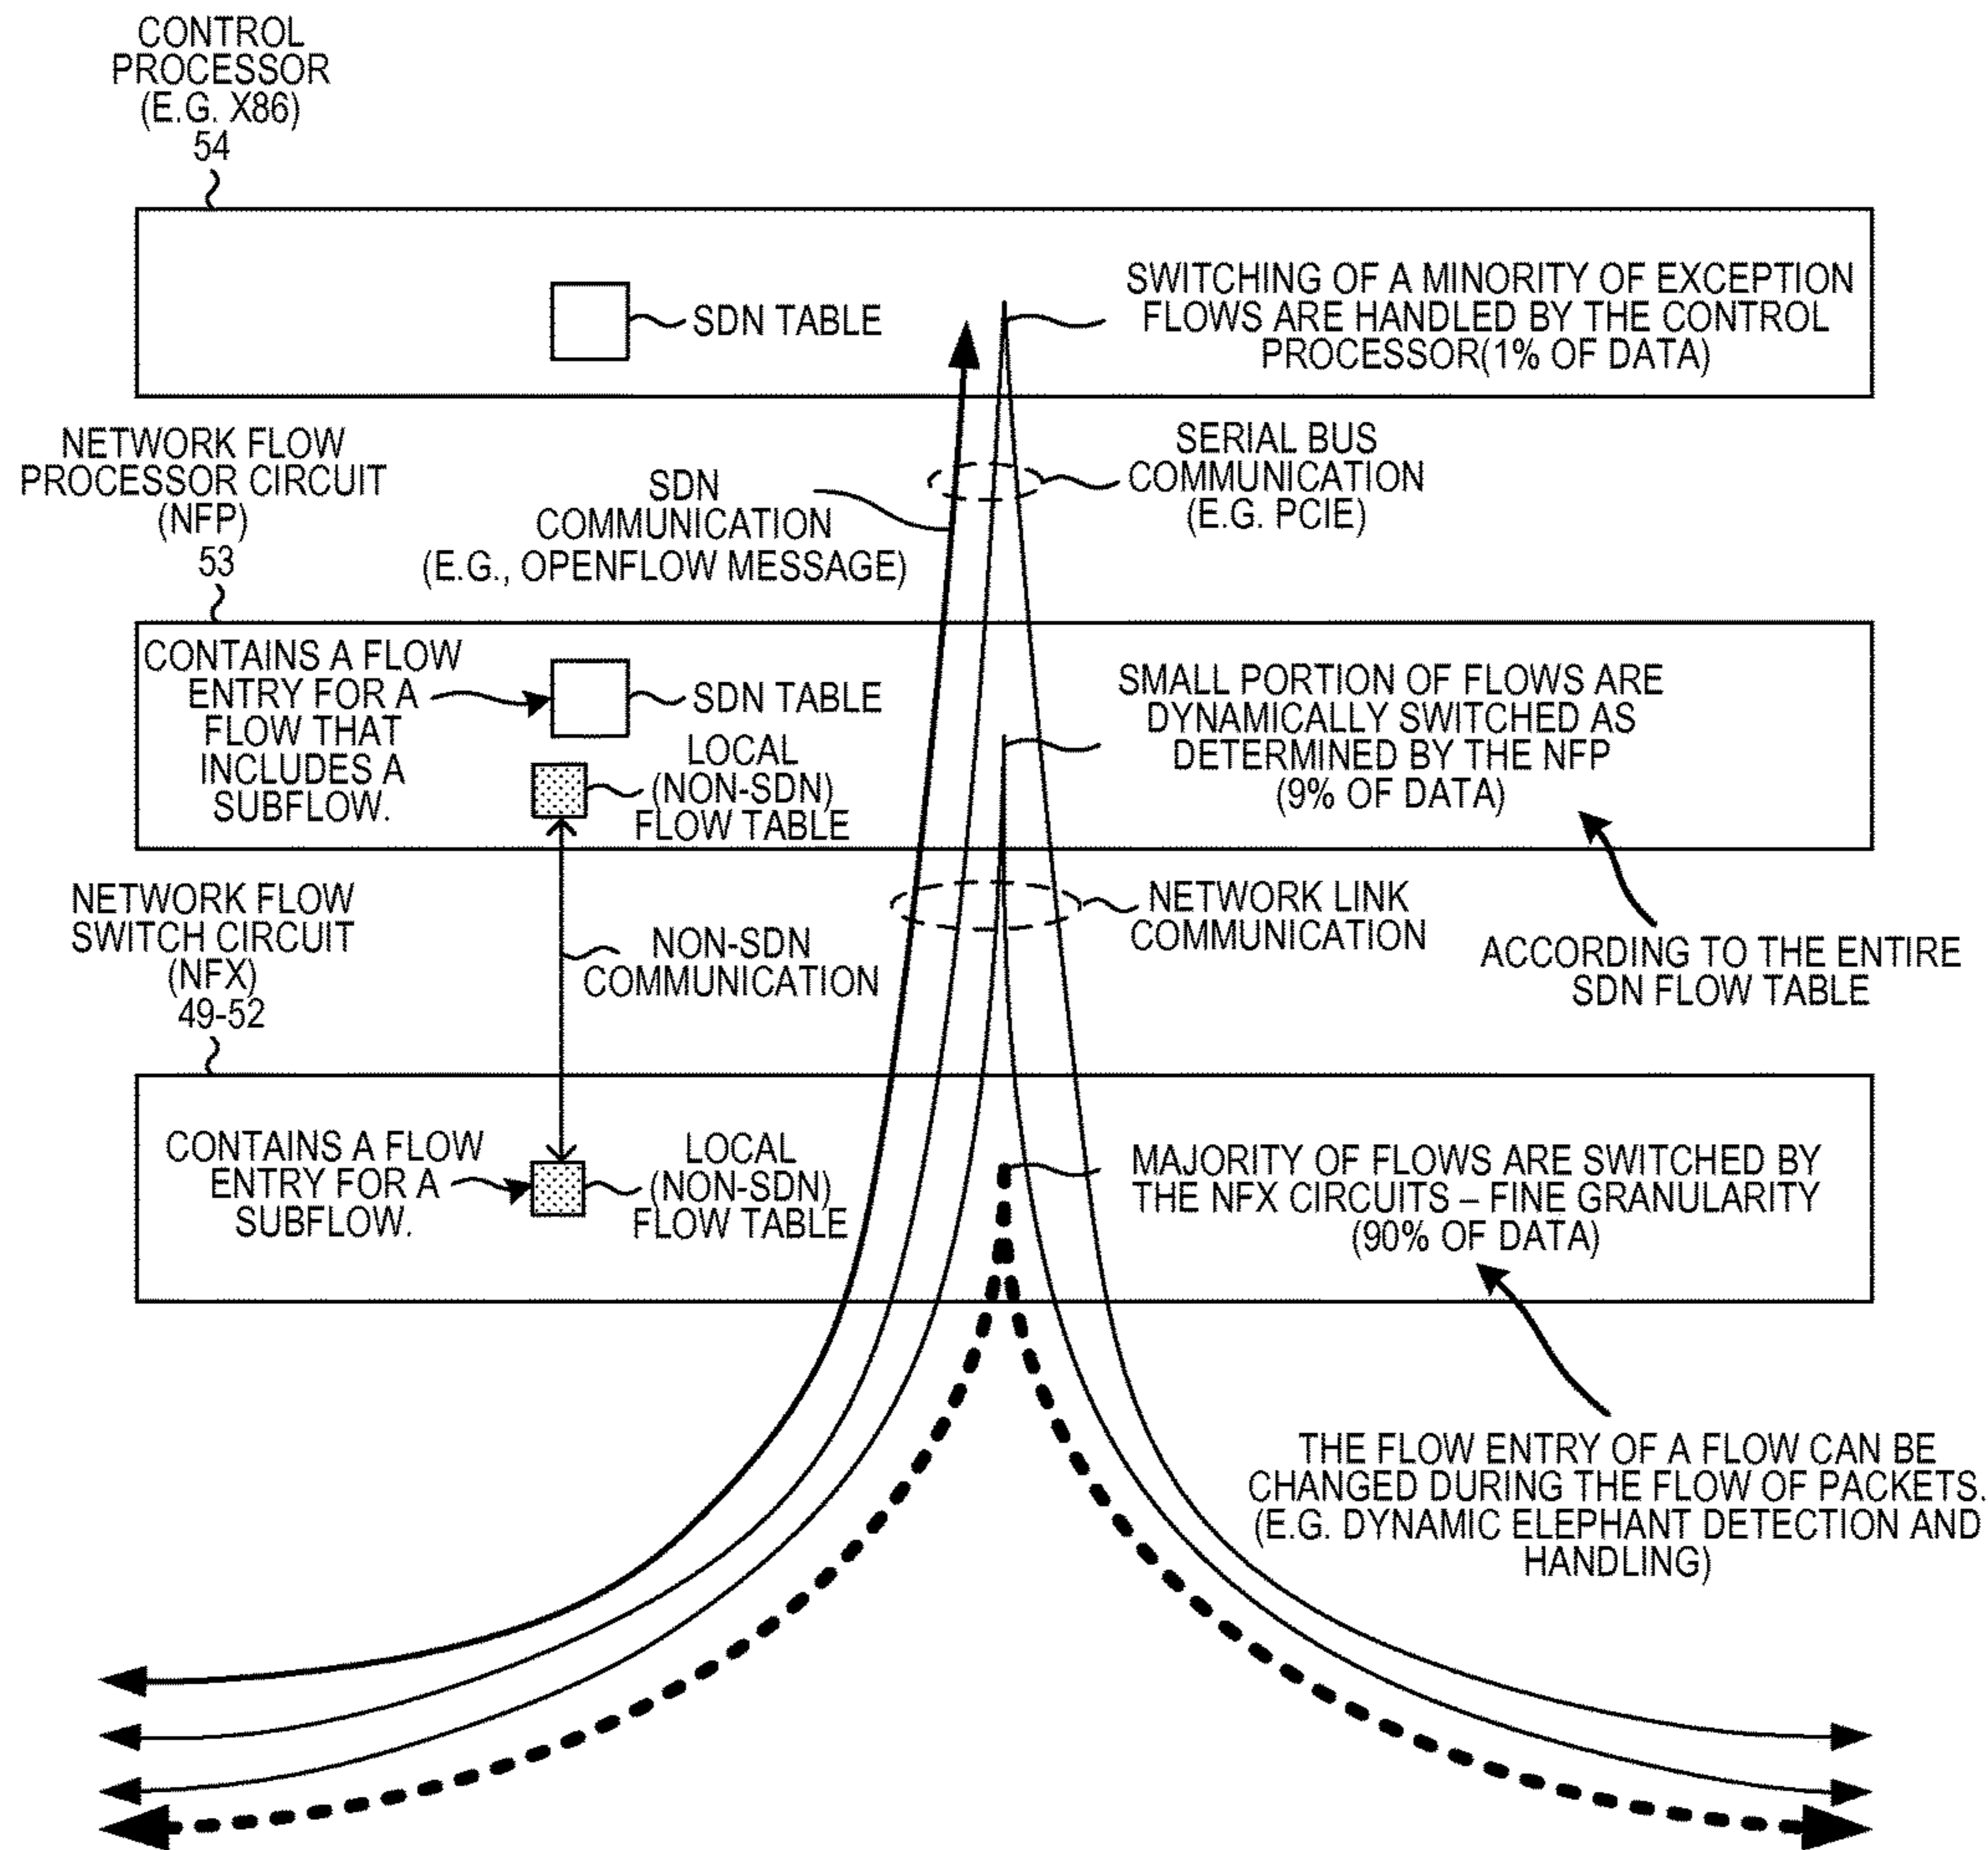 CONTROL
PROCESSOR
(E.G. X86)
54
SDN TABLE
SWITCHING OF A MINORITY OF EXCEPTION
FLOWS ARE HANDLED BY THE CONTROL
PROCESSOR(1% OF DATA)
NETWORK FLOW
PROCESSOR CIRCUIT
(NFP)
53
SDN
COMMUNICATION
(E.G., OPENFLOW MESSAGE)
SERIAL BUS
COMMUNICATION
(E.G. PCIE)
CONTAINS A FLOW
ENTRY FOR A
FLOW THAT
INCLUDES A
SUBFLOW.
SDN TABLE
LOCAL
(NON-SDN)
FLOW TABLE
SMALL PORTION OF FLOWS ARE
DYNAMICALLY SWITCHED AS
DETERMINED BY THE NFP
(9% OF DATA)
NETWORK FLOW
SWITCH CIRCUIT
(NFX)
49-52
NON-SDN
COMMUNICATION
NETWORK LINK
COMMUNICATION
ACCORDING TO THE ENTIRE
SDN FLOW TABLE
CONTAINS A FLOW
ENTRY FOR A
SUBFLOW.
LOCAL
(NON-SDN)
FLOW TABLE
MAJORITY OF FLOWS ARE SWITCHED BY
THE NFX CIRCUITS – FINE GRANULARITY
(90% OF DATA)
THE FLOW ENTRY OF A FLOW CAN BE
CHANGED DURING THE FLOW OF PACKETS.
(E.G. DYNAMIC ELEPHANT DETECTION AND
HANDLING)